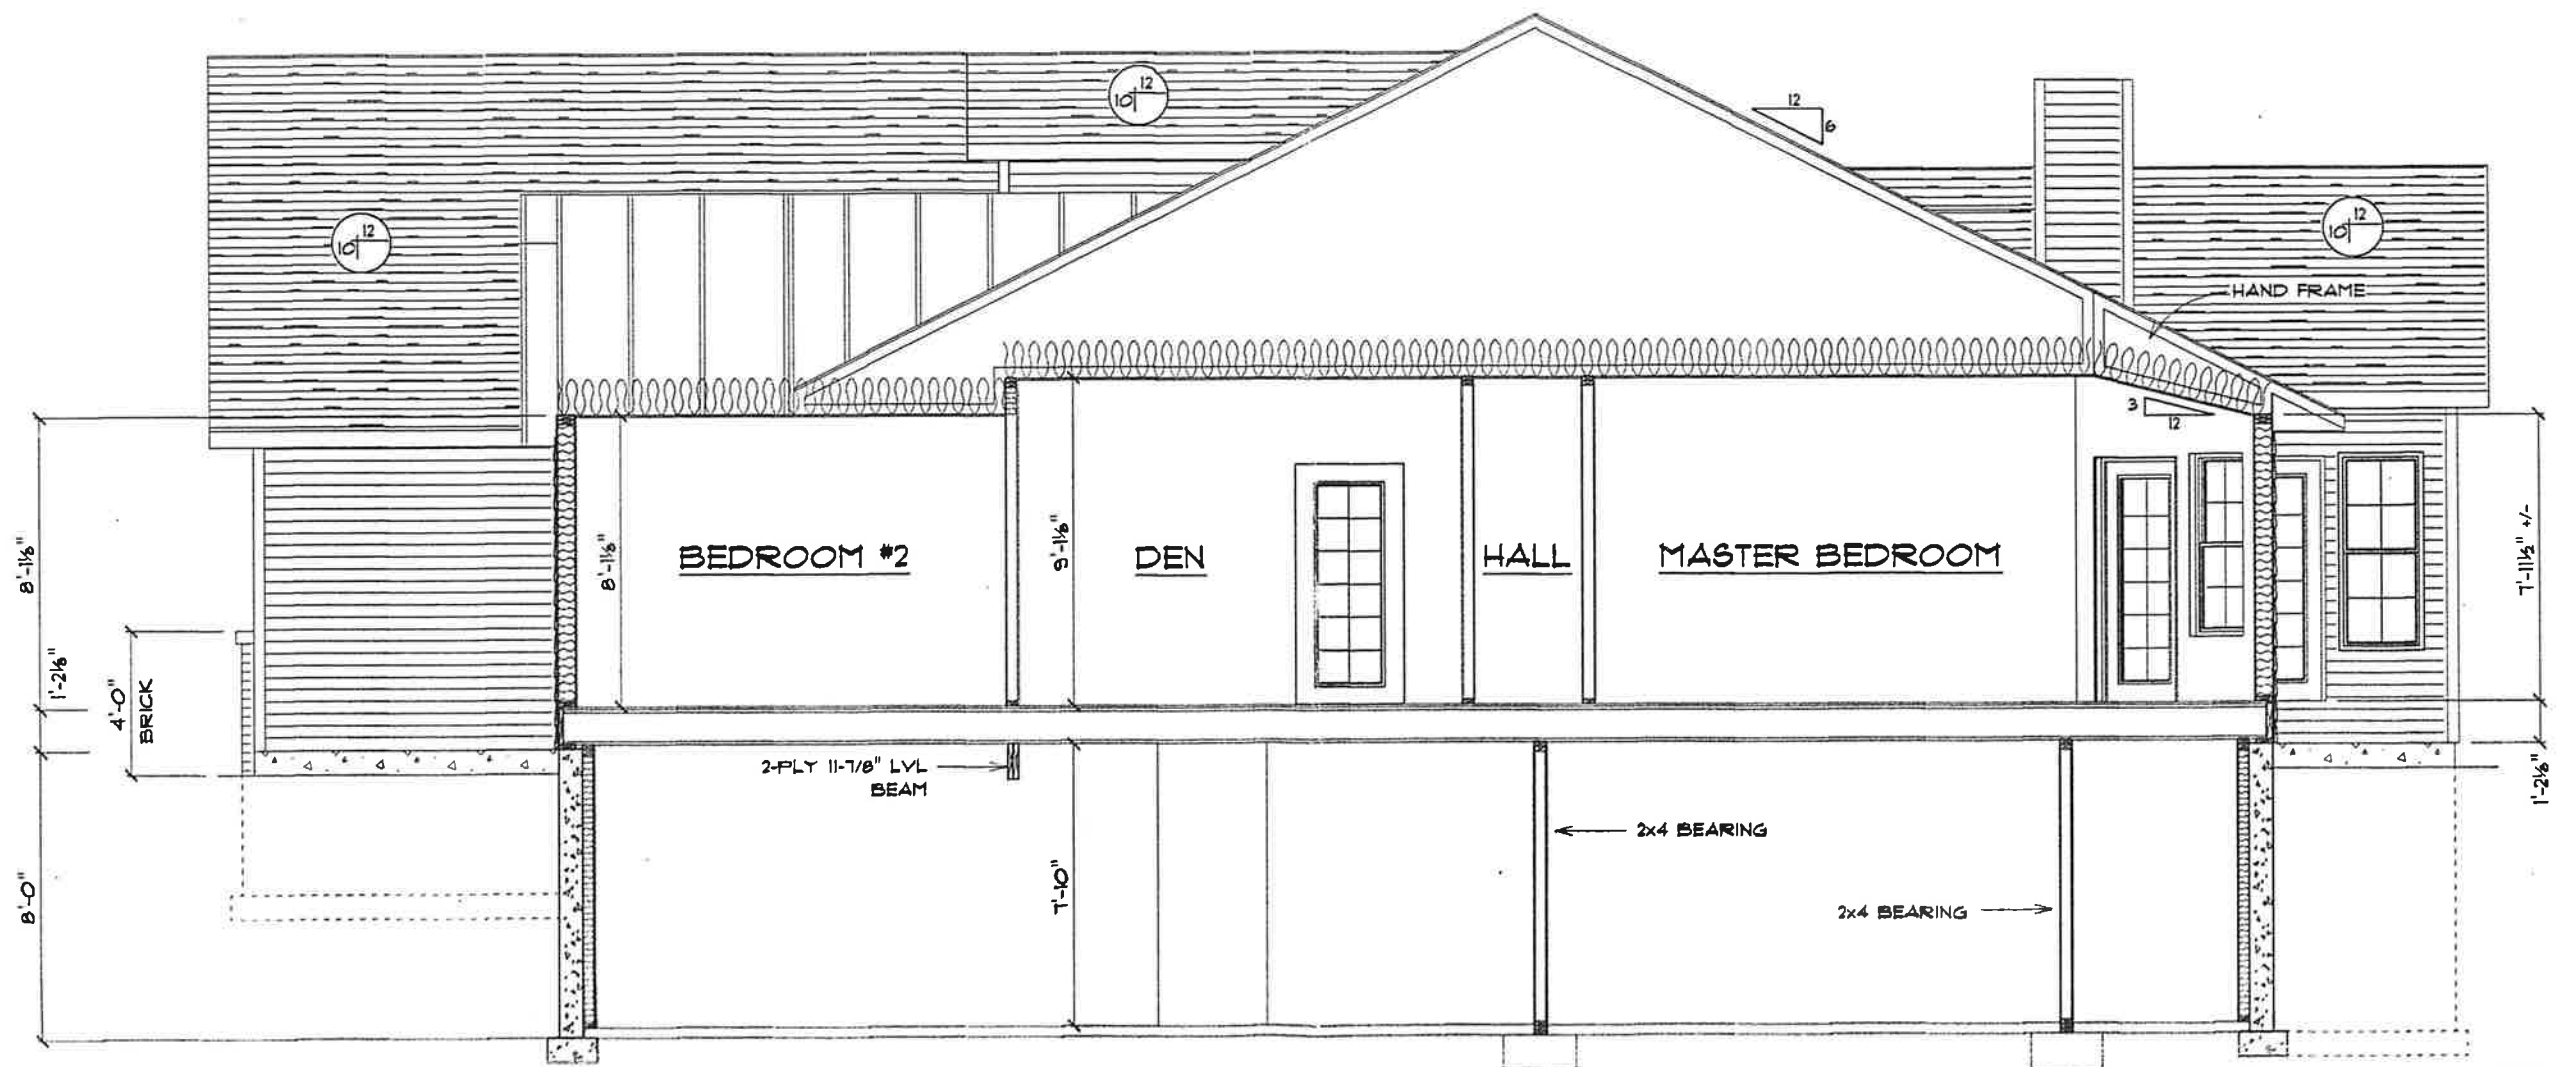 12
10
12
6
12
10
12
10
HAND FRAME
3
12
8'-1⅛"
8'-1⅛"
BEDROOM #2
9'-1⅛"
DEN
HALL
MASTER BEDROOM
7'-11½" +/-
1'-2⅛"
4'-0"
BRICK
2-PLY 11-7/8" LVL
BEAM
1'-2⅛"
2x4 BEARING
8'-0"
7'-10"
2x4 BEARING